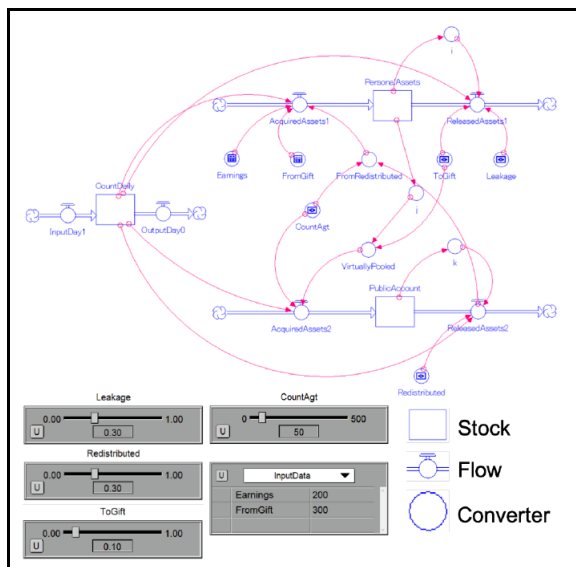 i
PersonalAssets
AcquiredAssets1
ReleasedAssets1
Earnings
FromGift
FromRedistributed
ToGift
Leakage
CountDaily
InputDay1
OutputDay0
CountAgt
j
VirtuallyPooled
k
PublicAccount
AcquiredAssets2
ReleasedAssets2
Redistributed
Leakage
0.00 1.00
U 0.30
CountAgt
0 500
U 50
Redistributed
0.00 1.00
U 0.30
U InputData
Earnings 200
FromGift 300
ToGift
0.00 1.00
U 0.10
Stock
Flow
Converter